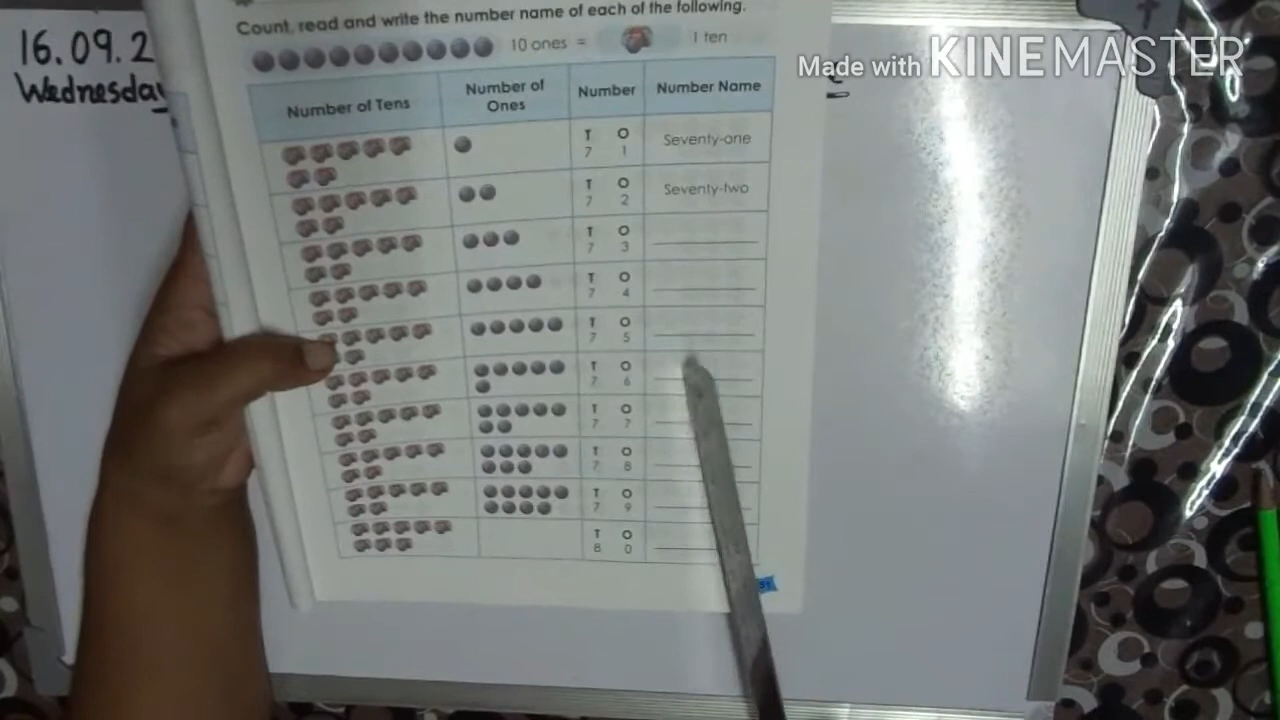 16.09.2
Wednesday
Count, read and write the number name of each of the following.
10 ones = 1 ten
Made with KINEMASTER
Number of Tens Number of Ones Number Number Name
T O
7 1 Seventy-one
T O
7 2 Seventy-two
T O
7 3
T O
7 4
T O
7 5
T O
7 6
T O
7 7
T O
7 8
T O
7 9
T O
8 0